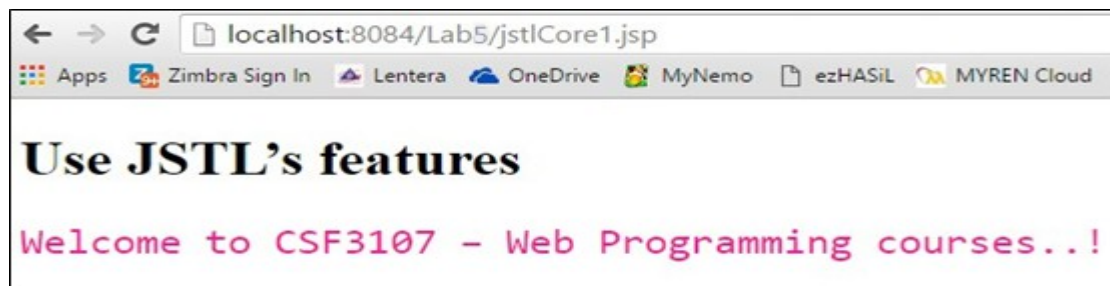 localhost:8084/Lab5/jstlCore1.jsp
Apps Zimbra Sign In Lentera OneDrive MyNemo ezHASiL MYREN Cloud
Use JSTL’s features
Welcome to CSF3107 – Web Programming courses..!